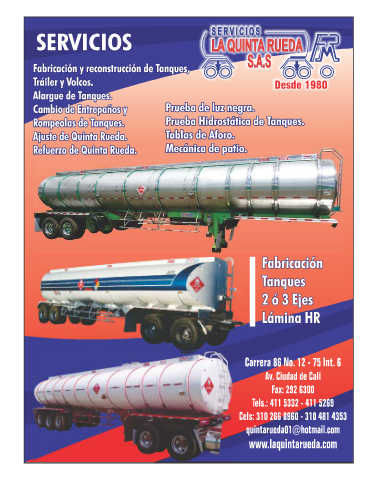 SERVICIOS
SERVICIOS
LA QUINTA RUEDA
S.A.S
Desde 1980
Fabricación y reconstrucción de Tanques,
Tráiler y Volcos.
Alargue de Tanques.
Cambio de Entrepaños y
Rompeolas de Tanques.
Ajuste de Quinta Rueda.
Refuerzo de Quinta Rueda.
Prueba de luz negra.
Prueba Hidrostática de Tanques.
Tablas de Aforo.
Mecánica de patio.
Fabricación
Tanques
2 ó 3 Ejes
Lámina HR
Carrera 86 No. 12 - 75 Int. 6
Av. Ciudad de Cali
Fax: 292 6300
Tels.: 411 5332 - 411 5269
Cels: 310 266 6960 - 310 481 4353
quintarueda01@hotmail.com
www.laquintarueda.com